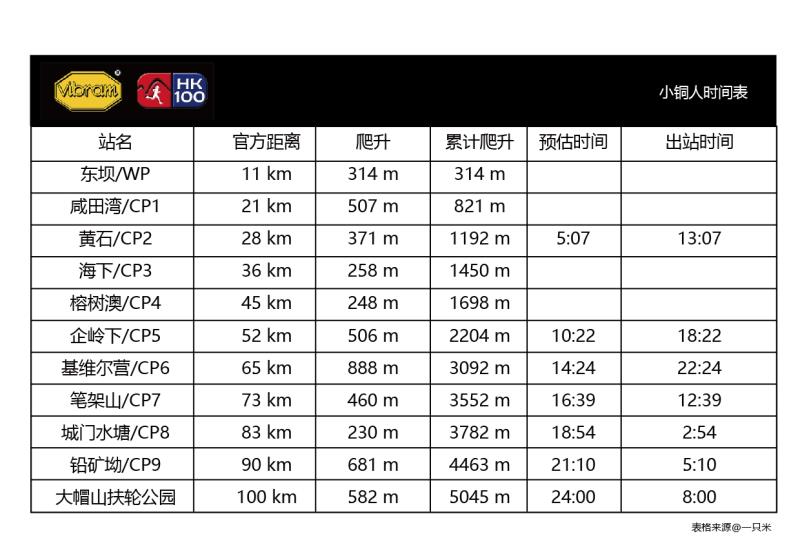 vibram®
HK
100
小铜人时间表
站名 官方距离 爬升 累计爬升 预估时间 出站时间
东坝/WP 11 km 314 m 314 m
咸田湾/CP1 21 km 507 m 821 m
黄石/CP2 28 km 371 m 1192 m 5:07 13:07
海下/CP3 36 km 258 m 1450 m
榕树澳/CP4 45 km 248 m 1698 m
企岭下/CP5 52 km 506 m 2204 m 10:22 18:22
基维尔营/CP6 65 km 888 m 3092 m 14:24 22:24
笔架山/CP7 73 km 460 m 3552 m 16:39 12:39
城门水塘/CP8 83 km 230 m 3782 m 18:54 2:54
铅矿坳/CP9 90 km 681 m 4463 m 21:10 5:10
大帽山扶轮公园 100 km 582 m 5045 m 24:00 8:00
表格来源@一只米